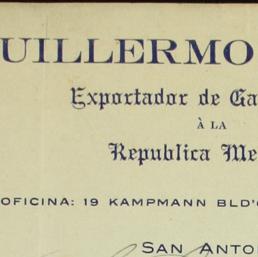 UILLERMO
Exportador de Ga
À LA
Republica Me
OFICINA: 19 KAMPMANN BLD'G
SAN ANTO